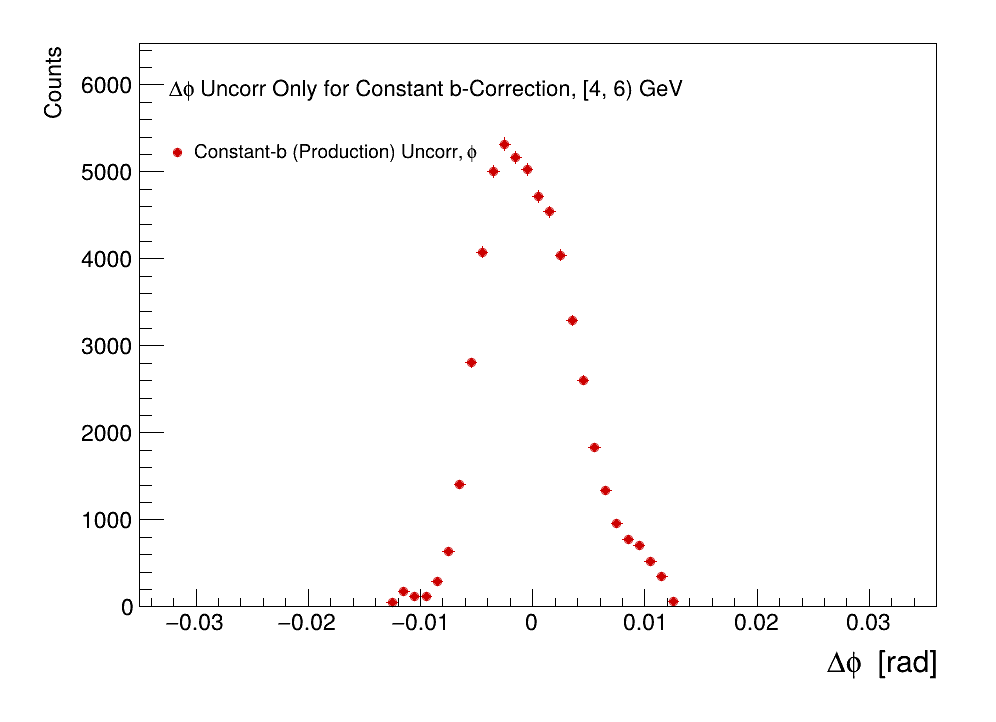 Counts
Δϕ Uncorr Only for Constant b-Correction, [4, 6) GeV
Constant-b (Production) Uncorr, ϕ
6000
5000
4000
3000
2000
1000
0
−0.03 −0.02 −0.01 0 0.01 0.02 0.03
Δϕ [rad]